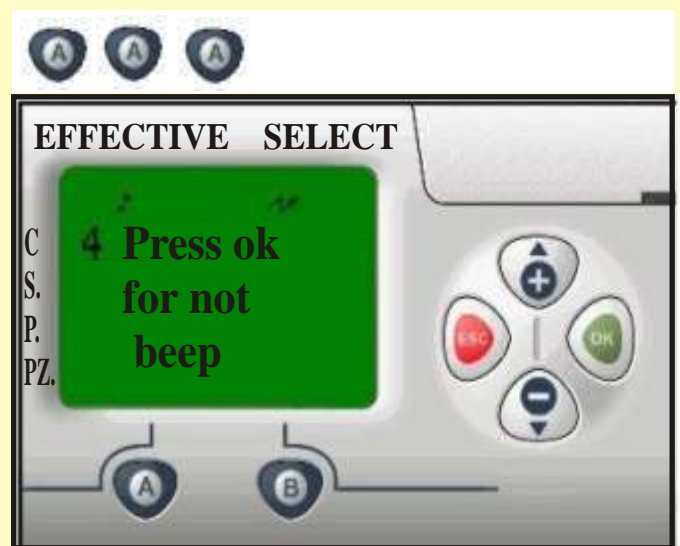 A A A
EFFECTIVE SELECT
C
S.
P.
PZ.
4 Press ok
for not
beep
ESC
OK
A
B